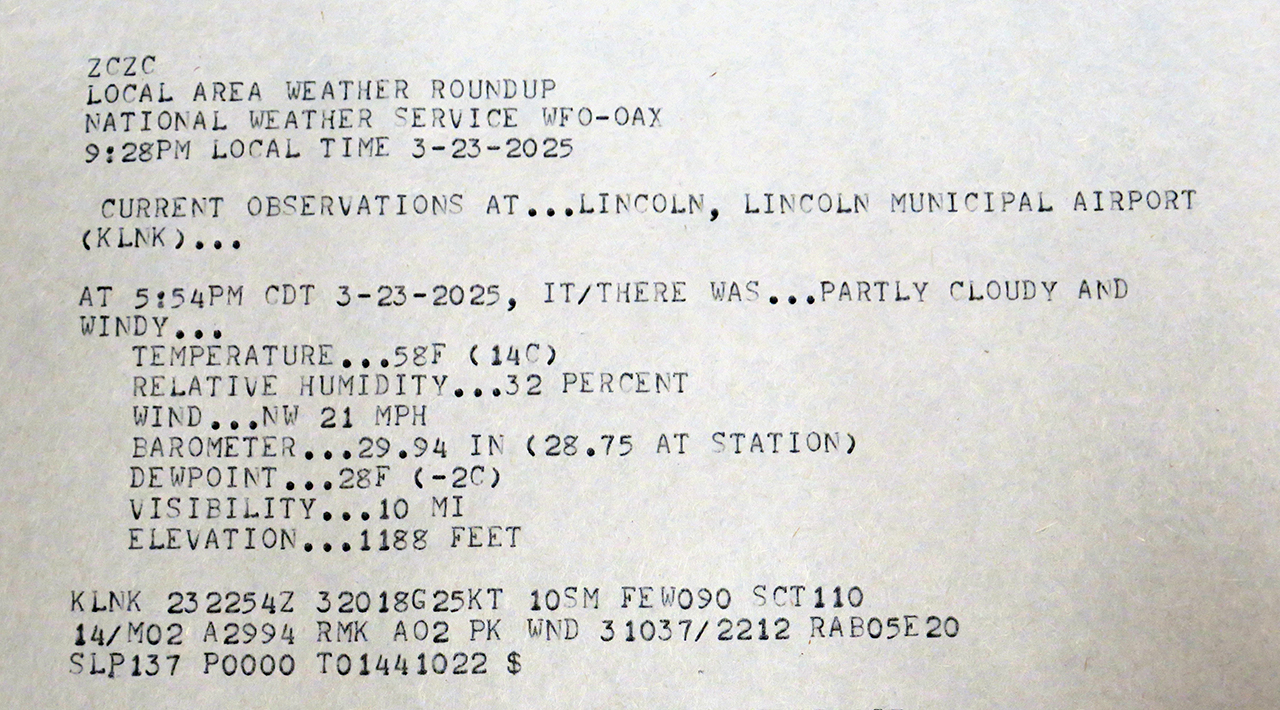 ZCZC
LOCAL AREA WEATHER ROUNDUP
NATIONAL WEATHER SERVICE WFO-OAX
9:28PM LOCAL TIME 3-23-2025
CURRENT OBSERVATIONS AT...LINCOLN, LINCOLN MUNICIPAL AIRPORT
(KLNK)...
AT 5:54PM CDT 3-23-2025, IT/THERE WAS...PARTLY CLOUDY AND
WINDY...
TEMPERATURE...58F (14C)
RELATIVE HUMIDITY...32 PERCENT
WIND...NW 21 MPH
BAROMETER...29.94 IN (28.75 AT STATION)
DEWPOINT...28F (-2C)
VISIBILITY...10 MI
ELEVATION...1188 FEET
KLNK 232254Z 32018G25KT 10SM FEW090 SCT110
14/M02 A2994 RMK AO2 PK WND 31037/2212 RAB05E20
SLP137 P0000 T01441022 $